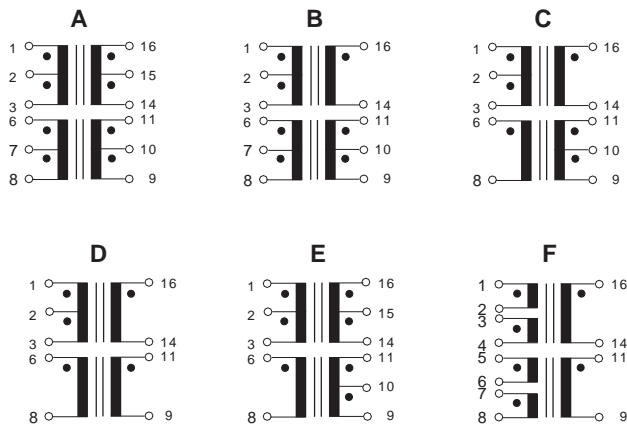 A B C
1 16 1 16 1 16
2 15 2 2
3 14 3 14 3 14
6 11 6 11 6 11
7 10 7 10 10
8 9 8 9 8 9
D E F
1 16 1 16 1 16
2 2 15 2
3
3 14 3 14 4 14
6 11 6 11 5 11
10 6
7
8 9 8 9 8 9